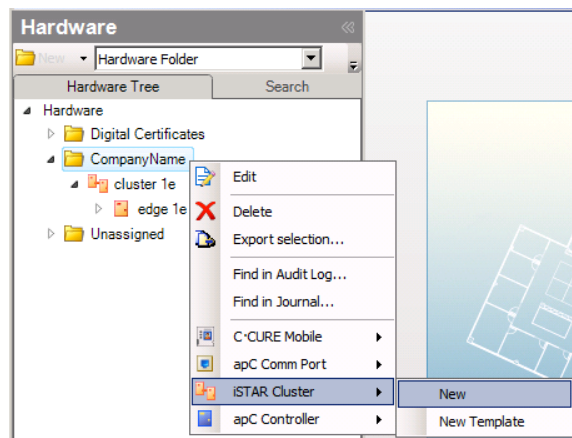 Hardware
New
Hardware Folder
Hardware Tree Search
Hardware
Digital Certificates
CompanyName
cluster 1e
edge 1e
Unassigned
Edit
Delete
Export selection...
Find in Audit Log...
Find in Journal...
C•CURE Mobile
apC Comm Port
iSTAR Cluster
apC Controller
New
New Template